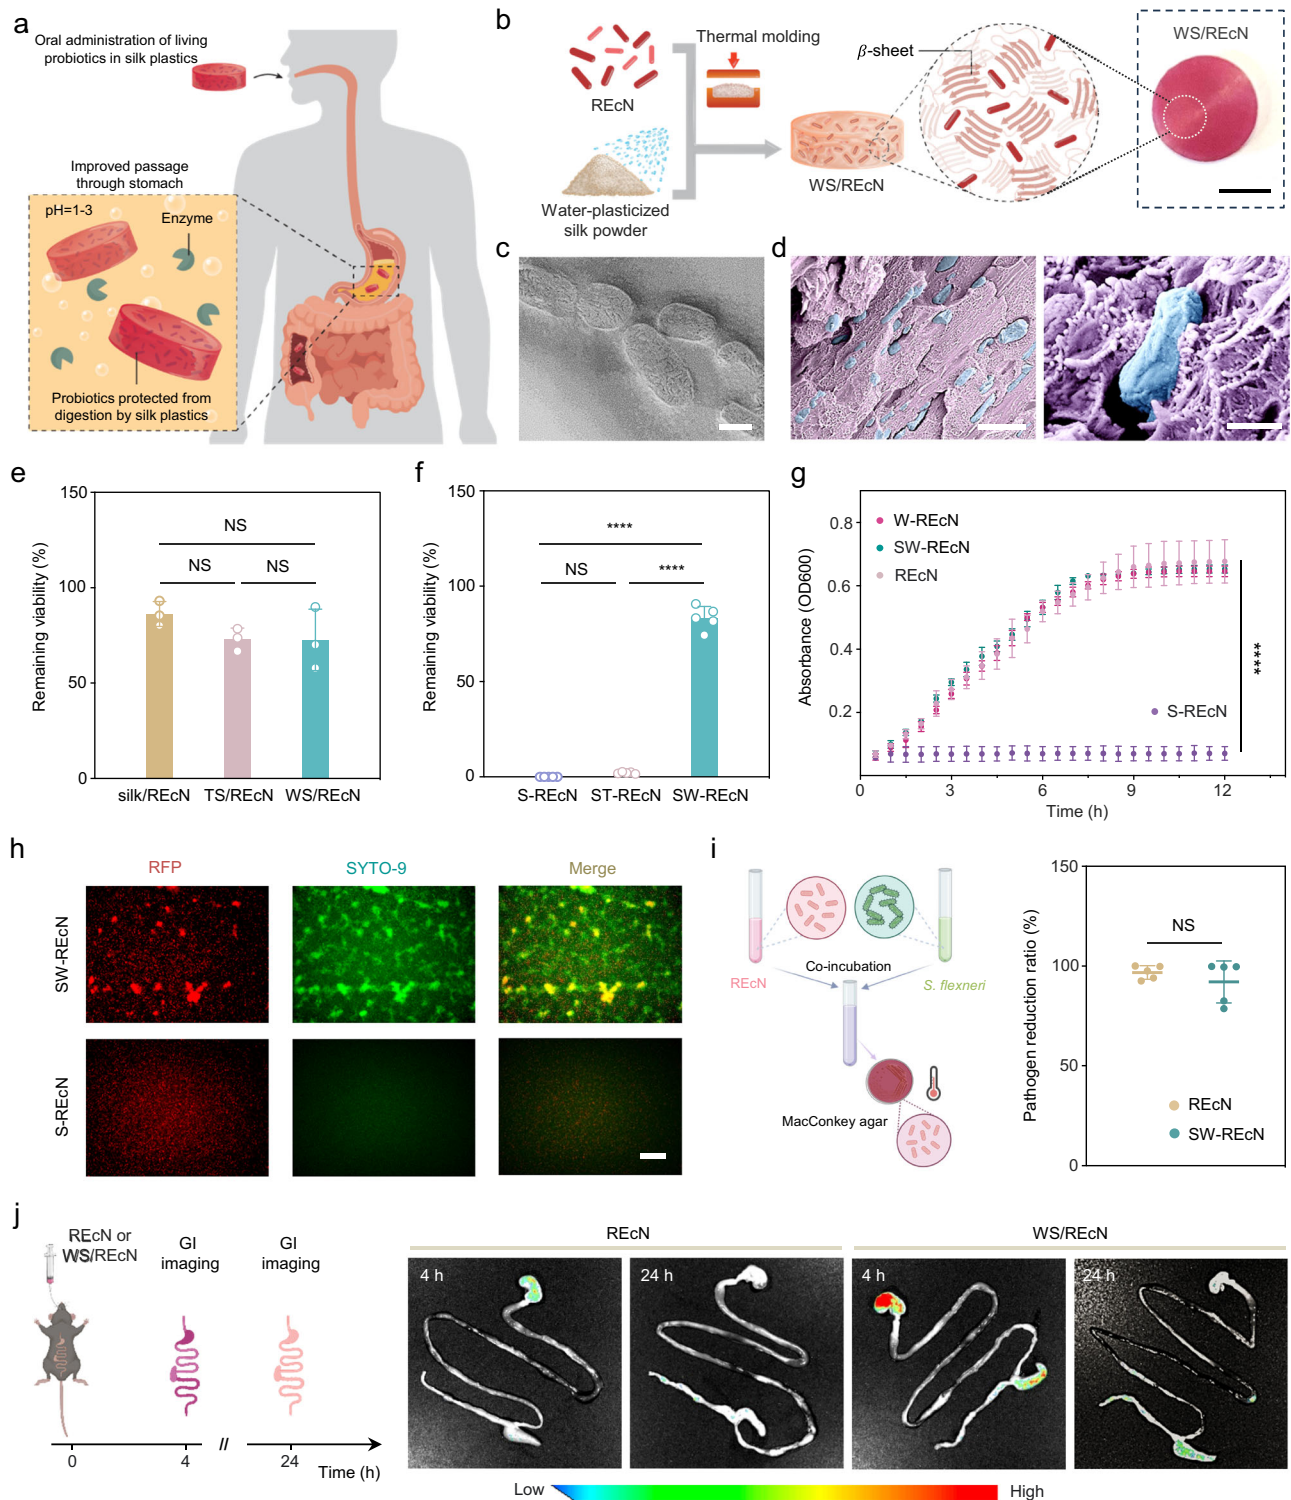 a
Oral administration of living
probiotics in silk plastics
Improved passage
through stomach
pH=1-3
Enzyme
Probiotics protected from
digestion by silk plastics
b
REcN
Thermal molding
Water-plasticized
silk powder
WS/REcN
β-sheet
WS/REcN
c
d
e
Remaining viability (%)
150
100
50
0
NS
NS
NS
silk/REcN
TS/REcN
WS/REcN
f
Remaining viability (%)
150
100
50
0
****
NS
****
S-REcN
ST-REcN
SW-REcN
g
Absorbance (OD600)
0.8
0.6
0.4
0.2
W-REcN
SW-REcN
REcN
S-REcN
****
0
3
6
9
12
Time (h)
h
RFP
SYTO-9
Merge
SW-REcN
S-REcN
i
REcN
S. flexneri
Co-incubation
MacConkey agar
Pathogen reduction ratio (%)
150
100
50
0
NS
REcN
SW-REcN
j
REcN or
WS/REcN
GI
imaging
GI
imaging
0
4
//
24
Time (h)
REcN
WS/REcN
4 h
24 h
4 h
24 h
Low
High